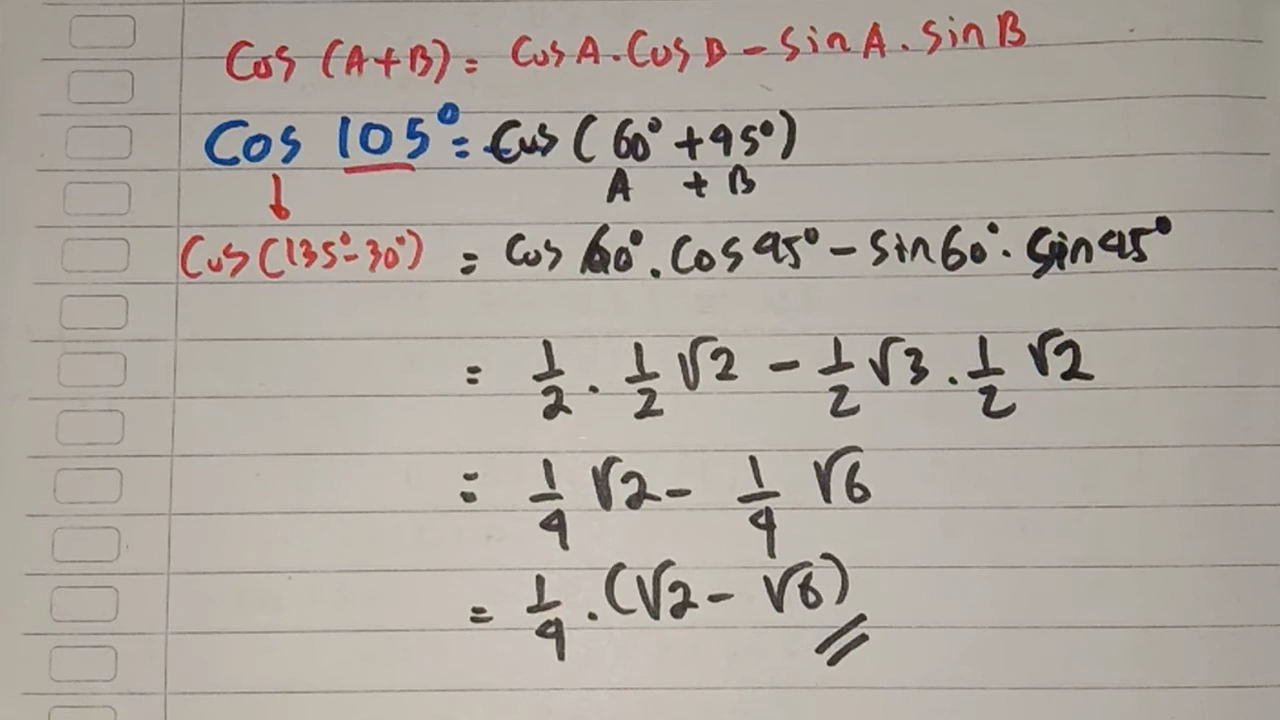 Cos (A+B) = Cos A . Cos B - Sin A . Sin B
Cos 105° = Cos (60° + 45°)
A + B
Cos (135° - 30°) = Cos 60° . Cos 45° - Sin 60° . Sin 45°
= 1/2 . 1/2 √2 - 1/2 √3 . 1/2 √2
= 1/4 √2 - 1/4 √6
= 1/4 . (√2 - √6)